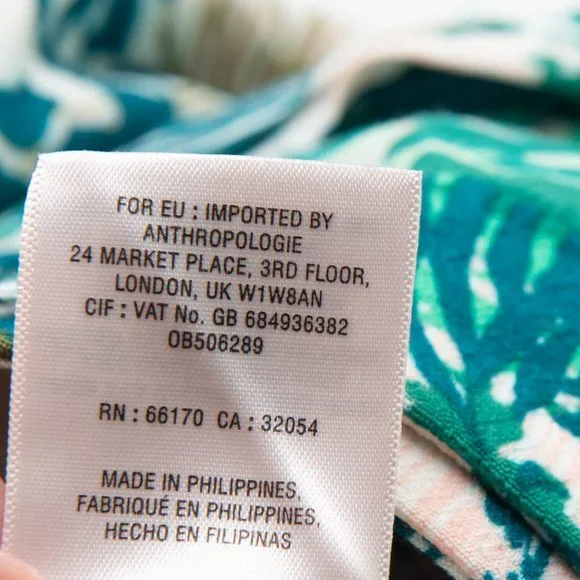 FOR EU : IMPORTED BY
ANTHROPOLOGIE
24 MARKET PLACE, 3RD FLOOR,
LONDON, UK W1W8AN
CIF : VAT No. GB 684936382
OB506289
RN : 66170 CA : 32054
MADE IN PHILIPPINES,
FABRIQUÉ EN PHILIPPINES,
HECHO EN FILIPINAS